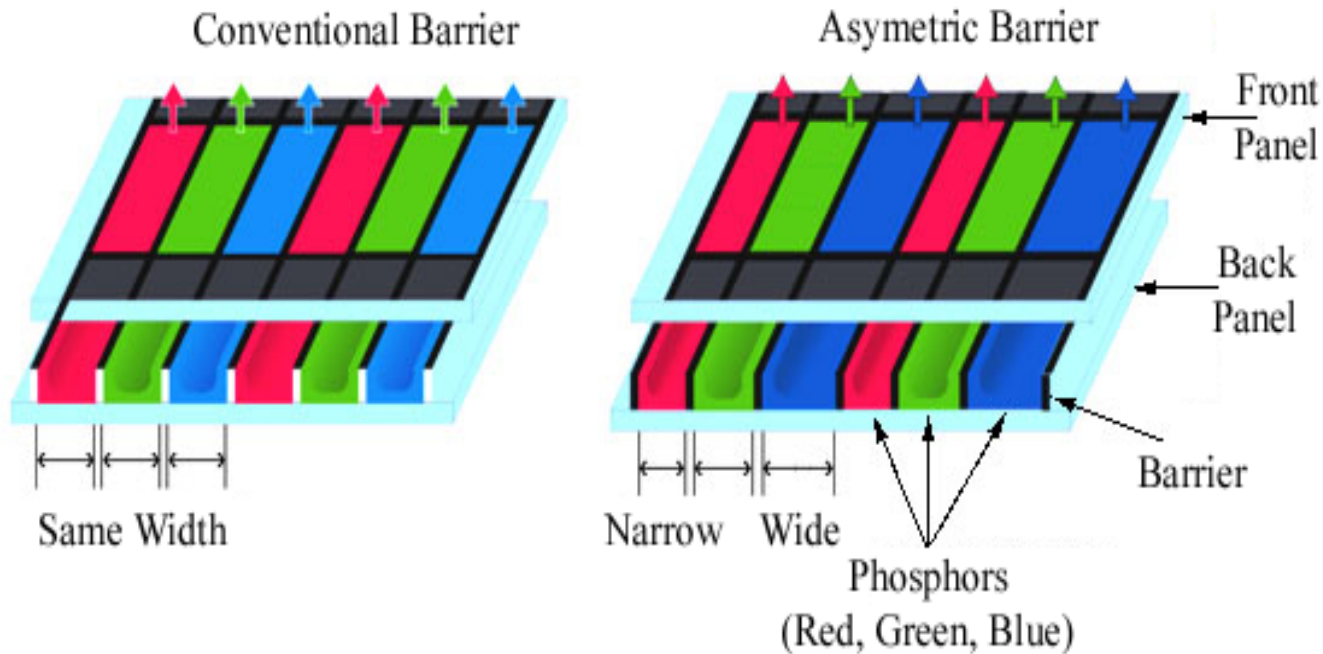 Conventional Barrier
Asymetric Barrier
Front
Panel
Back
Panel
Barrier
Same Width
Narrow
Wide
Phosphors
(Red, Green, Blue)